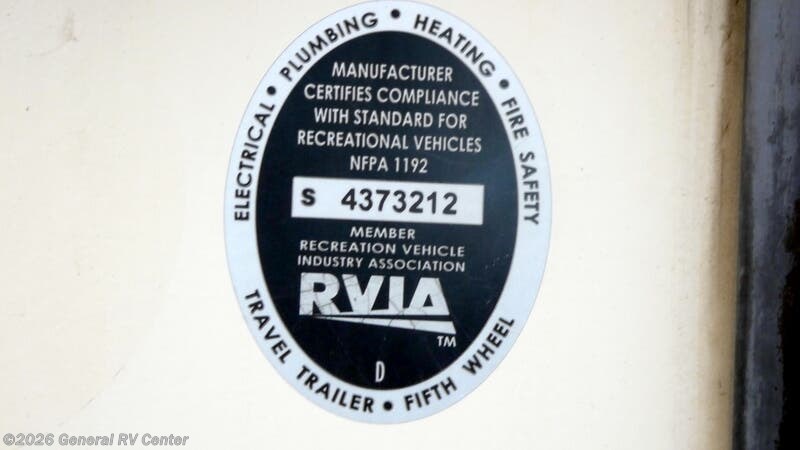 ELECTRICAL • PLUMBING • HEATING • FIRE SAFETY
MANUFACTURER
CERTIFIES COMPLIANCE
WITH STANDARD FOR
RECREATIONAL VEHICLES
NFPA 1192
S 4373212
MEMBER
RECREATION VEHICLE
INDUSTRY ASSOCIATION
RVIA
TM
D
TRAVEL TRAILER • FIFTH WHEEL
©2026 General RV Center